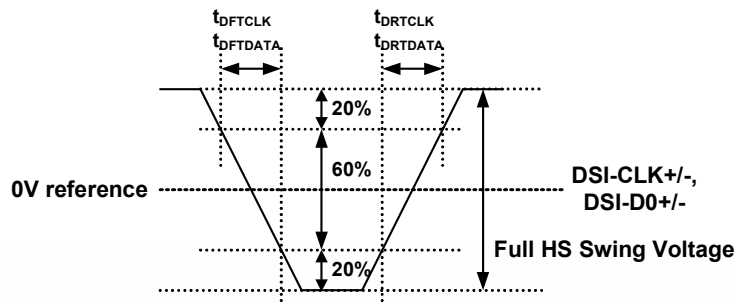 tDFTCLK
tDFTDATA
tDRTCLK
tDRTDATA
20%
60%
0V reference
DSI-CLK+/-,
DSI-D0+/-
Full HS Swing Voltage
20%